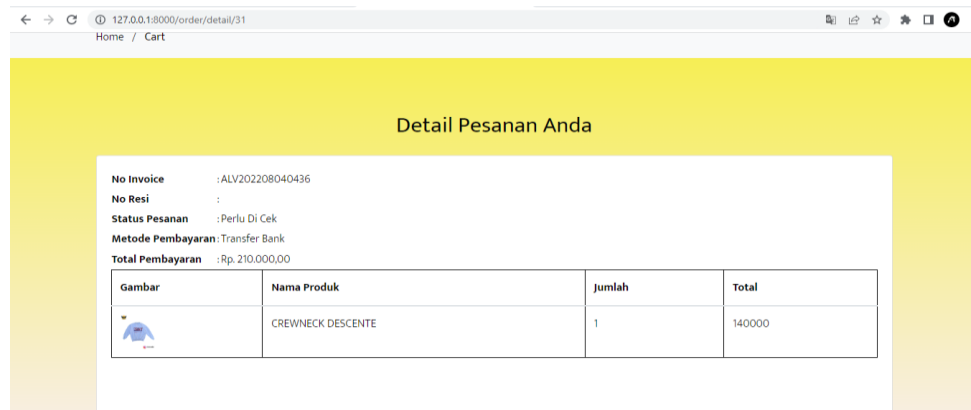 127.0.0.1:8000/order/detail/31
Home / Cart
Detail Pesanan Anda
No Invoice : ALV202208040436
No Resi :
Status Pesanan : Perlu Di Cek
Metode Pembayaran : Transfer Bank
Total Pembayaran : Rp. 210.000,00
Gambar Nama Produk Jumlah Total
CREWNECK DESCENTE 1 140000